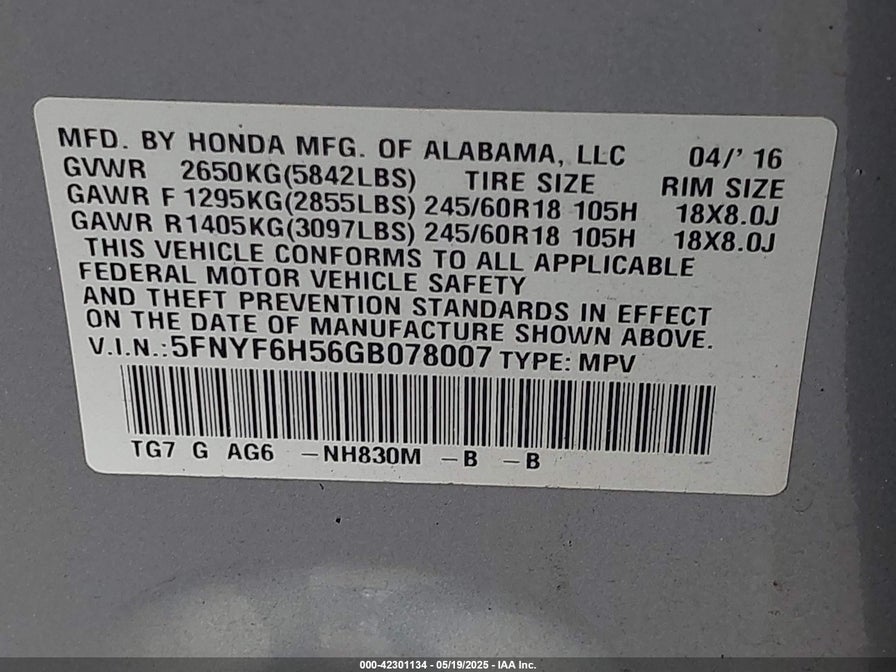 MFD. BY HONDA MFG. OF ALABAMA, LLC 04/' 16
GVWR 2650KG(5842LBS) TIRE SIZE RIM SIZE
GAWR F 1295KG(2855LBS) 245/60R18 105H 18X8.0J
GAWR R1405KG(3097LBS) 245/60R18 105H 18X8.0J
THIS VEHICLE CONFORMS TO ALL APPLICABLE
FEDERAL MOTOR VEHICLE SAFETY
AND THEFT PREVENTION STANDARDS IN EFFECT
ON THE DATE OF MANUFACTURE SHOWN ABOVE.
V.I.N.: 5FNYF6H56GB078007 TYPE: MPV
TG7 G AG6 -NH830M -B -B
000-42301134 - 05/19/2025 - IAA Inc.